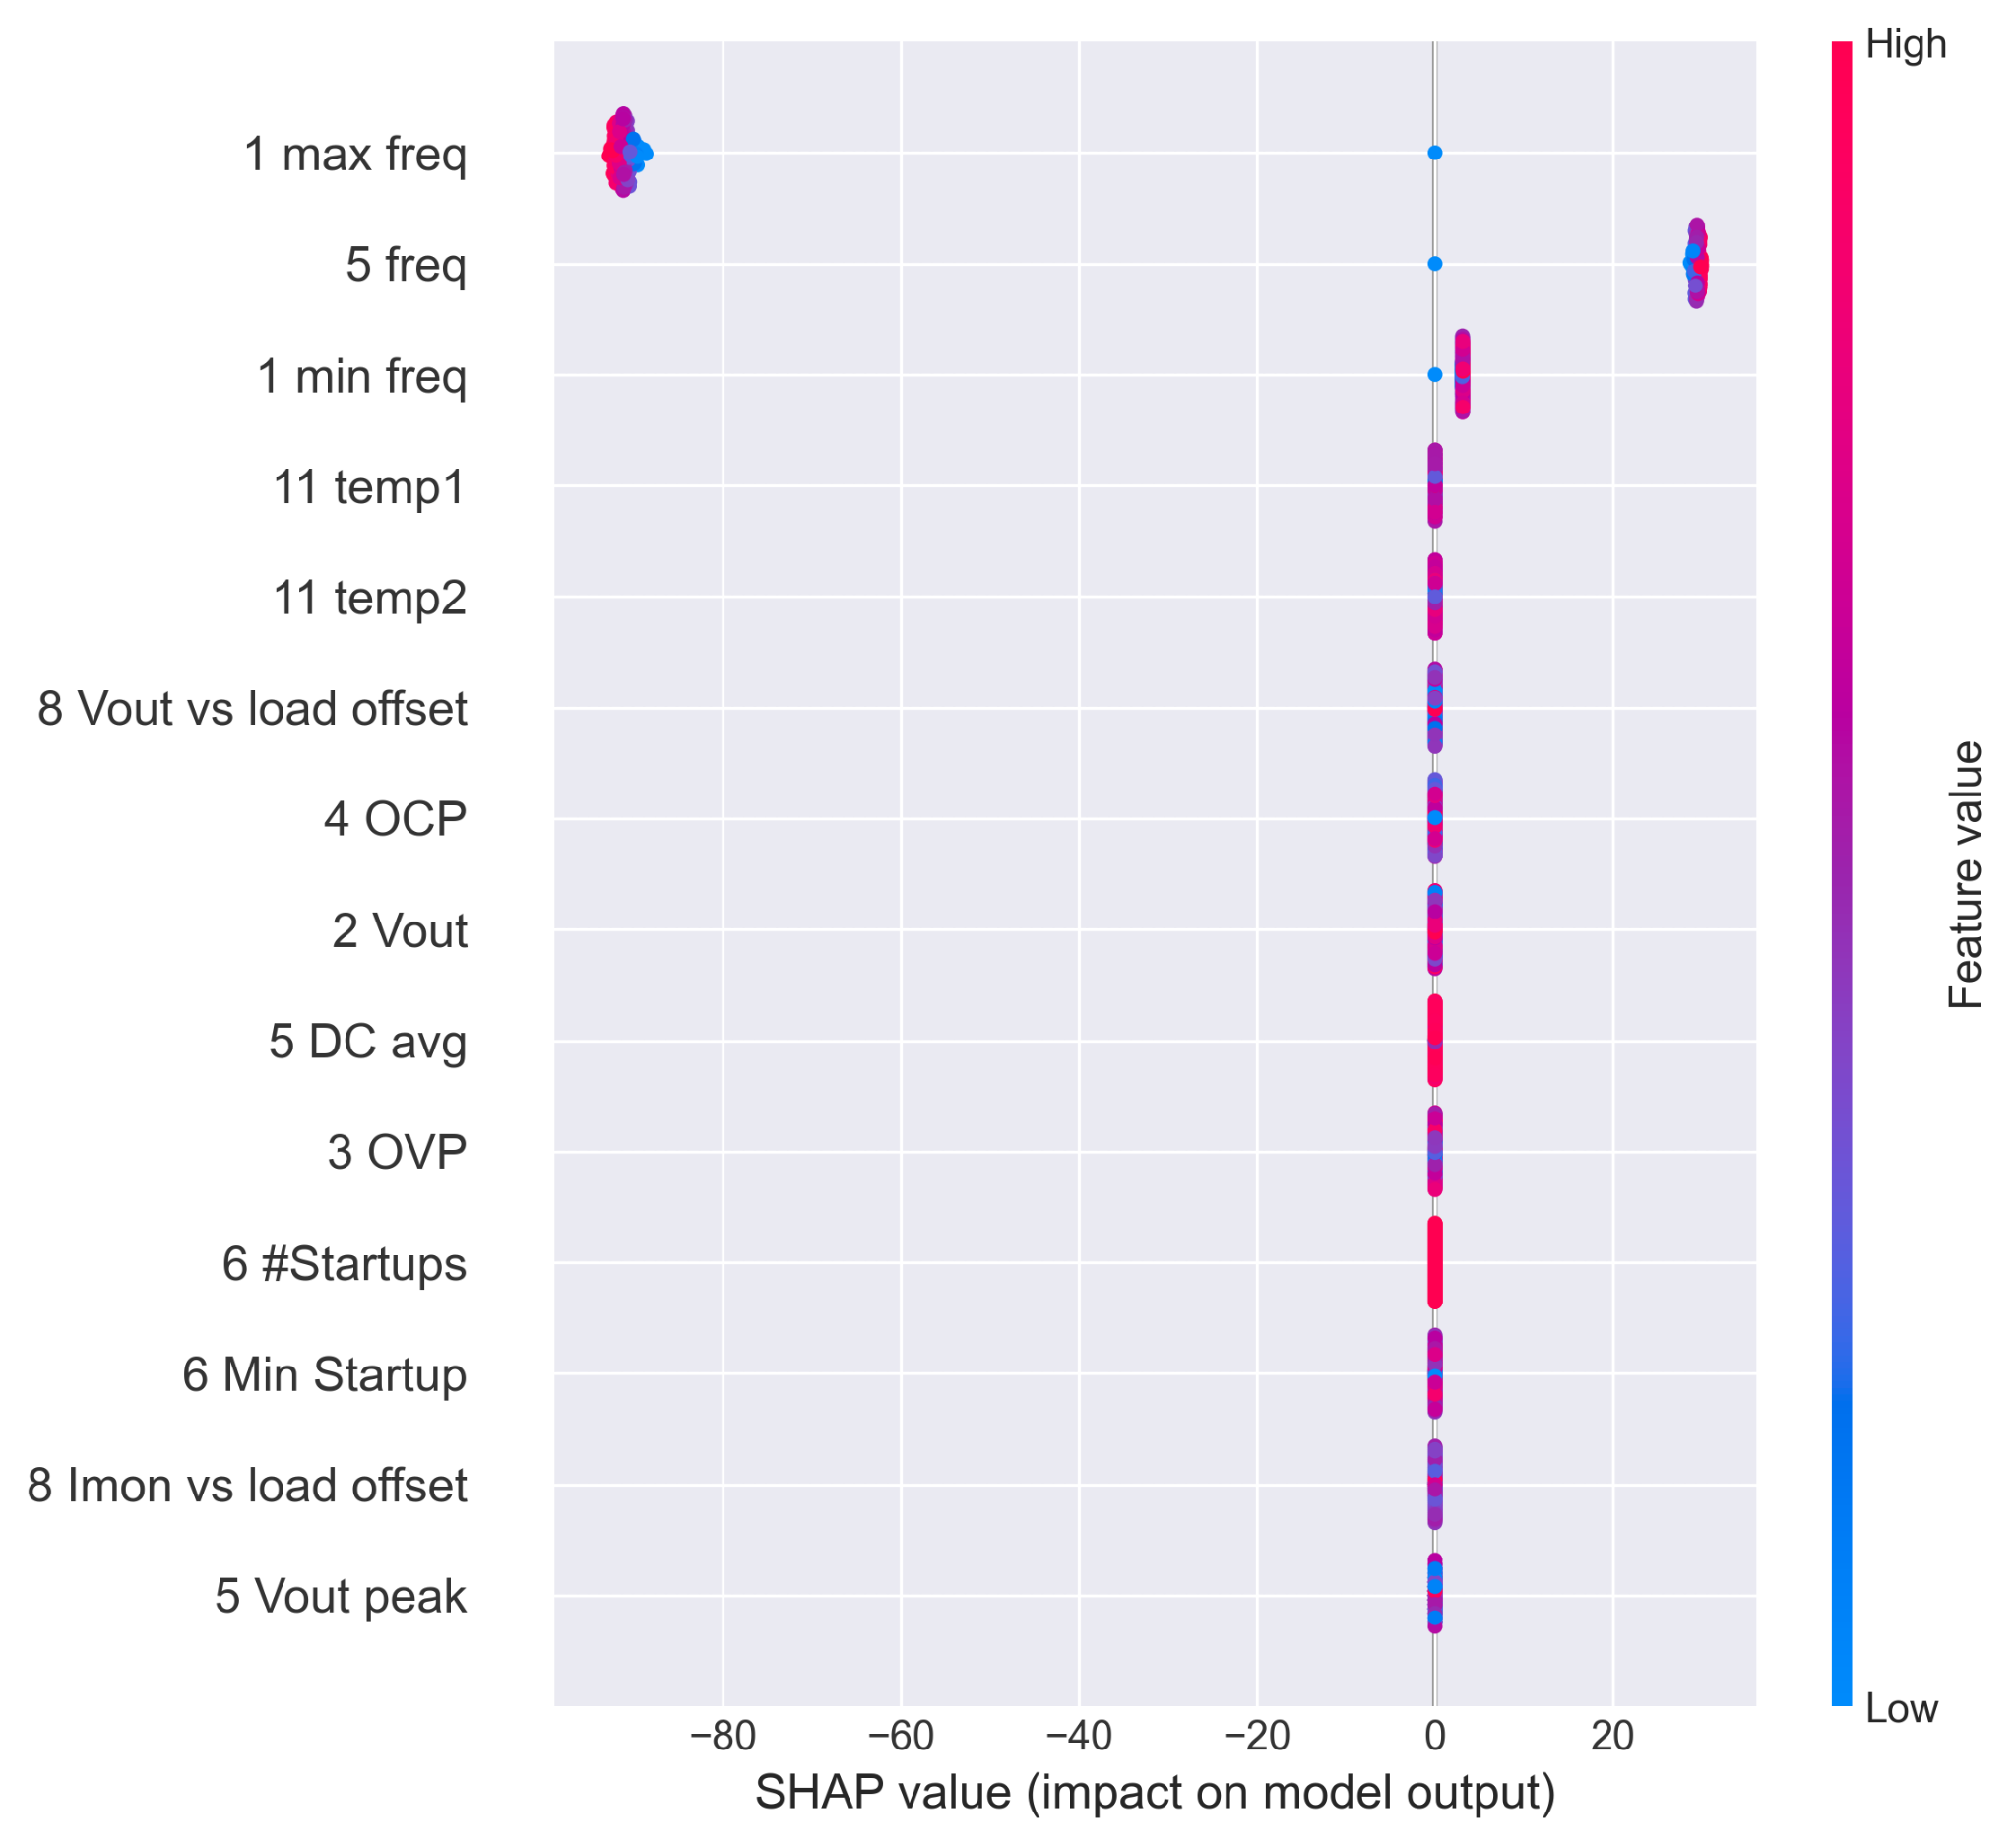 High
1 max freq
5 freq
1 min freq
11 temp1
11 temp2
8 Vout vs load offset
4 OCP
2 Vout
5 DC avg
3 OVP
6 #Startups
6 Min Startup
8 Imon vs load offset
5 Vout peak
Feature value
Low
−80 −60 −40 −20 0 20
SHAP value (impact on model output)